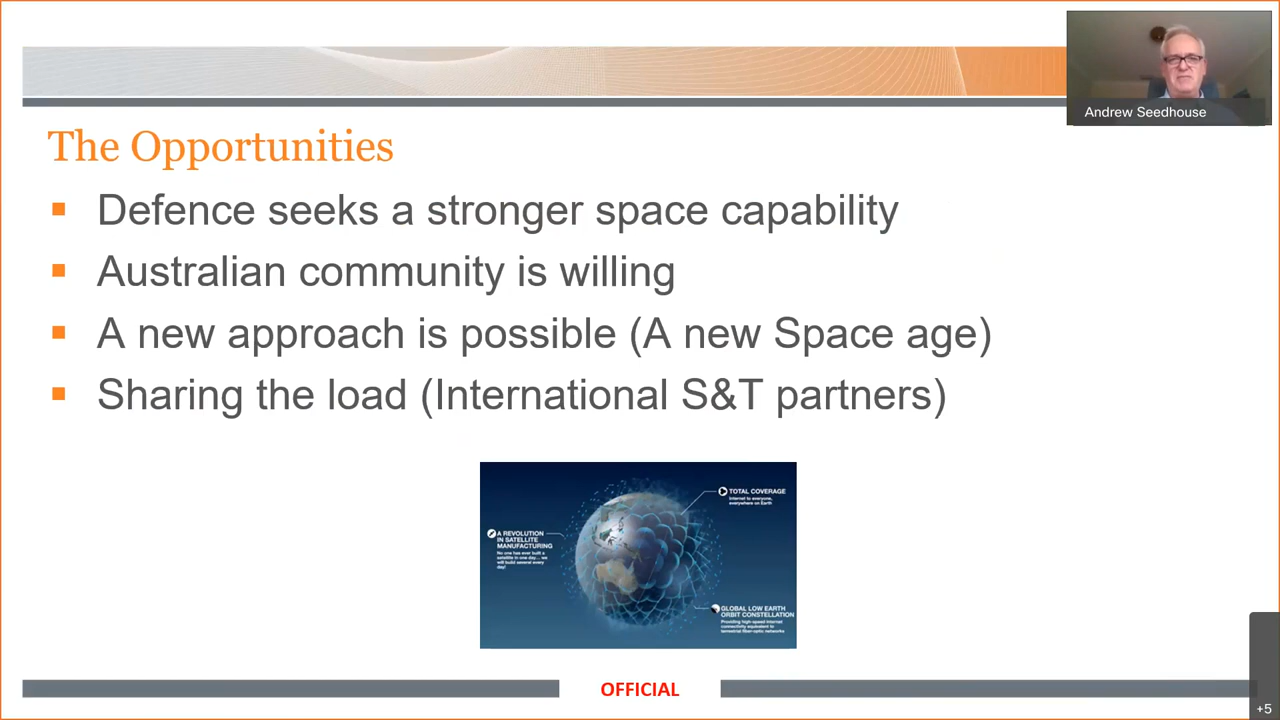 Andrew Seedhouse
The Opportunities
Defence seeks a stronger space capability
Australian community is willing
A new approach is possible (A new Space age)
Sharing the load (International S&T partners)
TOTAL COVERAGE
Internet to everyone,
everywhere on Earth
A REVOLUTION
IN SATELLITE
MANUFACTURING
No one has ever built a
satellite in one day... we
will build several every
day!
GLOBAL LOW EARTH
ORBIT CONSTELLATION
Providing high-speed internet
connectivity equivalent to
terrestrial fiber-optic networks
OFFICIAL
+5